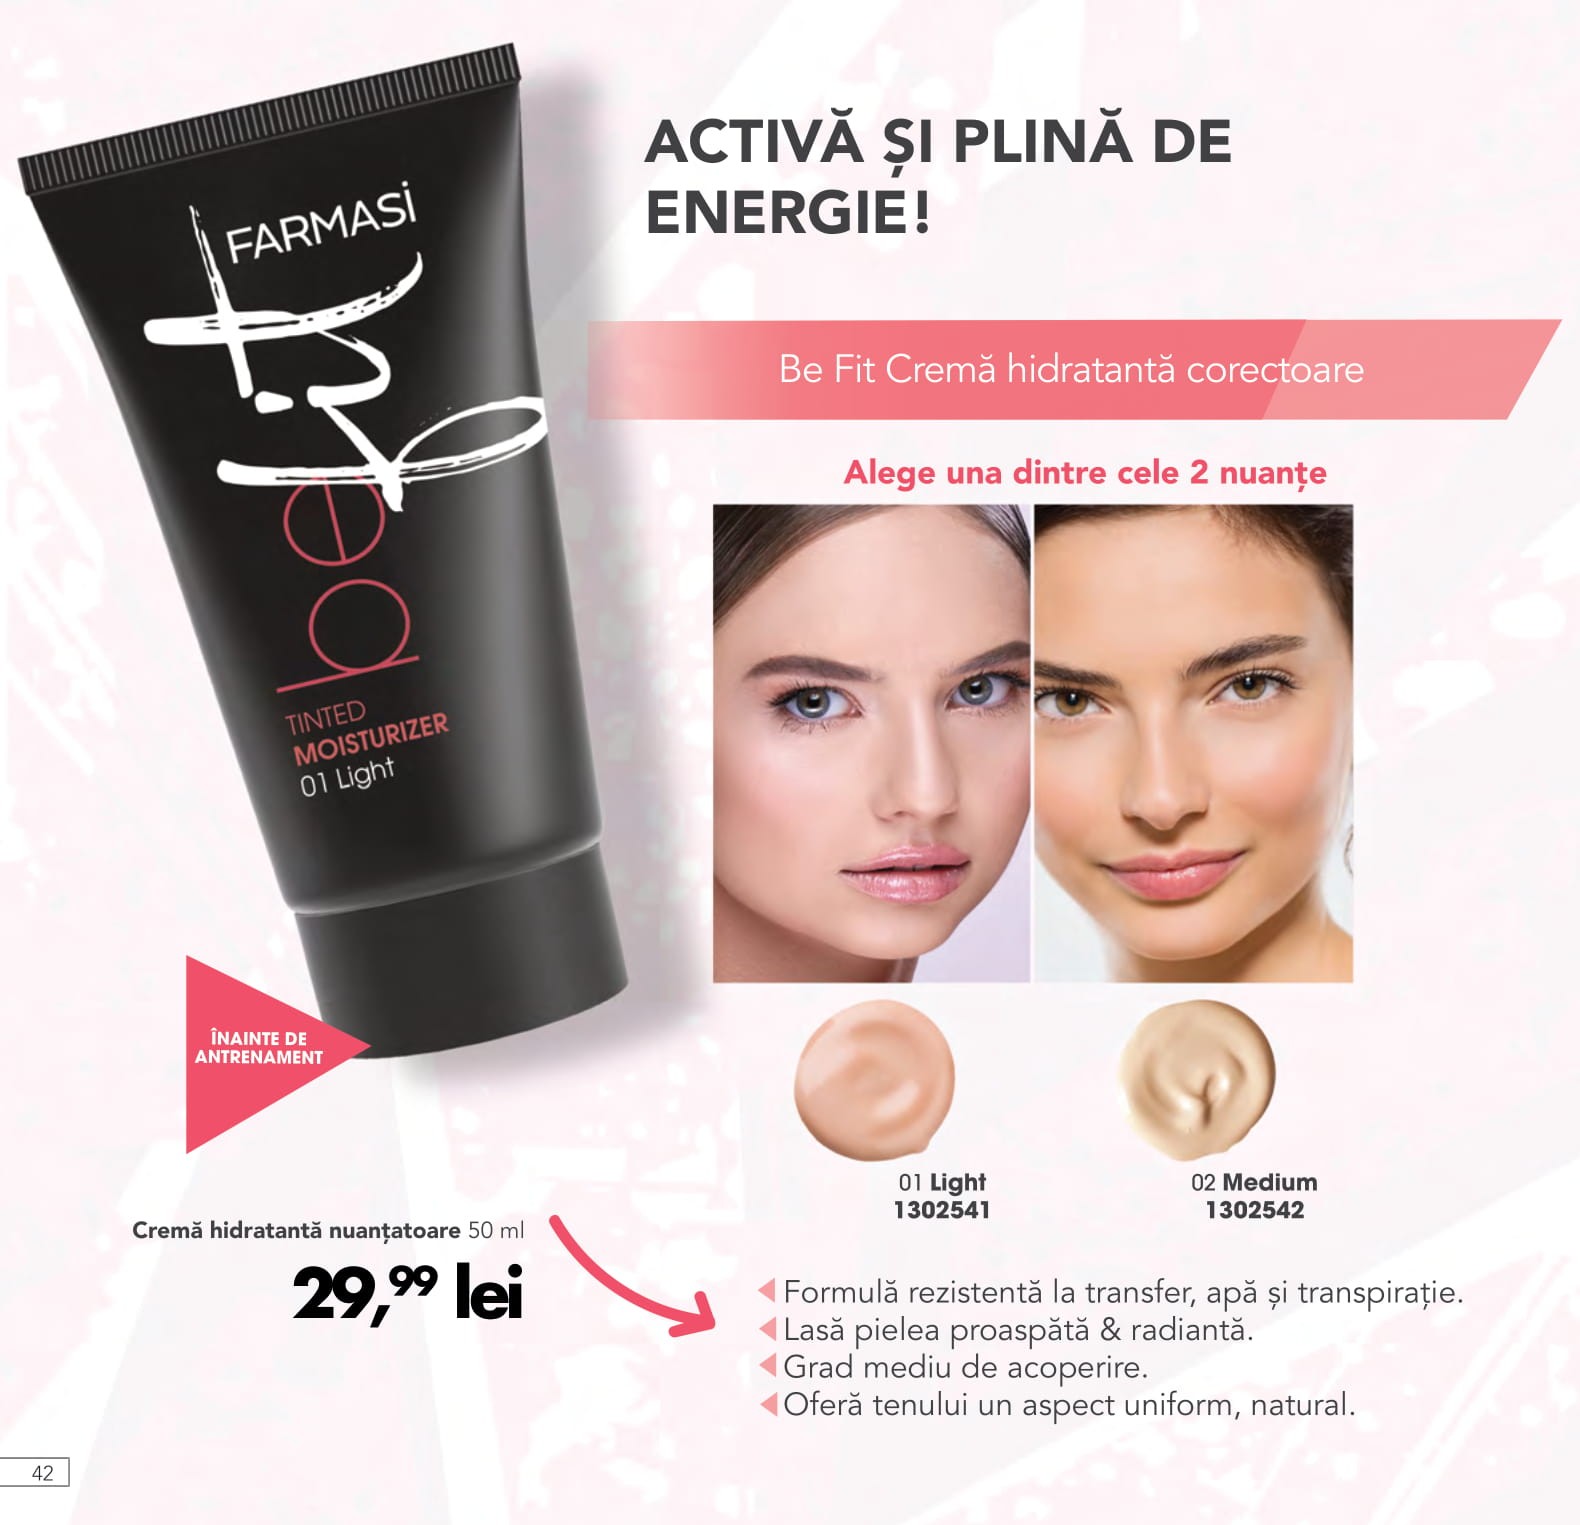 ACTIVĂ ȘI PLINĂ DE
ENERGIE!
FARMASi
fit
be
TINTED
MOISTURIZER
01 Light
Be Fit Cremă hidratantă corectoare
Alege una dintre cele 2 nuanțe
ÎNAINTE DE
ANTRENAMENT
01 Light
1302541
02 Medium
1302542
Cremă hidratantă nuanțatoare 50 ml
29,99 lei
Formulă rezistentă la transfer, apă și transpirație.
Lasă pielea proaspătă & radiantă.
Grad mediu de acoperire.
Oferă tenului un aspect uniform, natural.
42